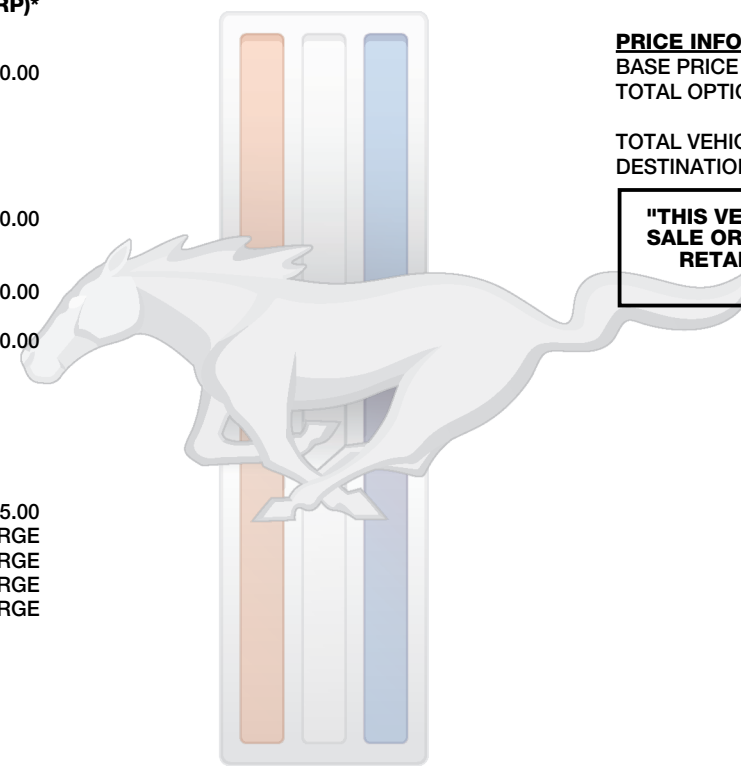 RP)*
0.00
0.00
0.00
0.00
5.00
RGE
RGE
RGE
RGE
PRICE INFO
BASE PRICE
TOTAL OPTIO
TOTAL VEHIC
DESTINATION
"THIS VE
SALE OR
RETAI